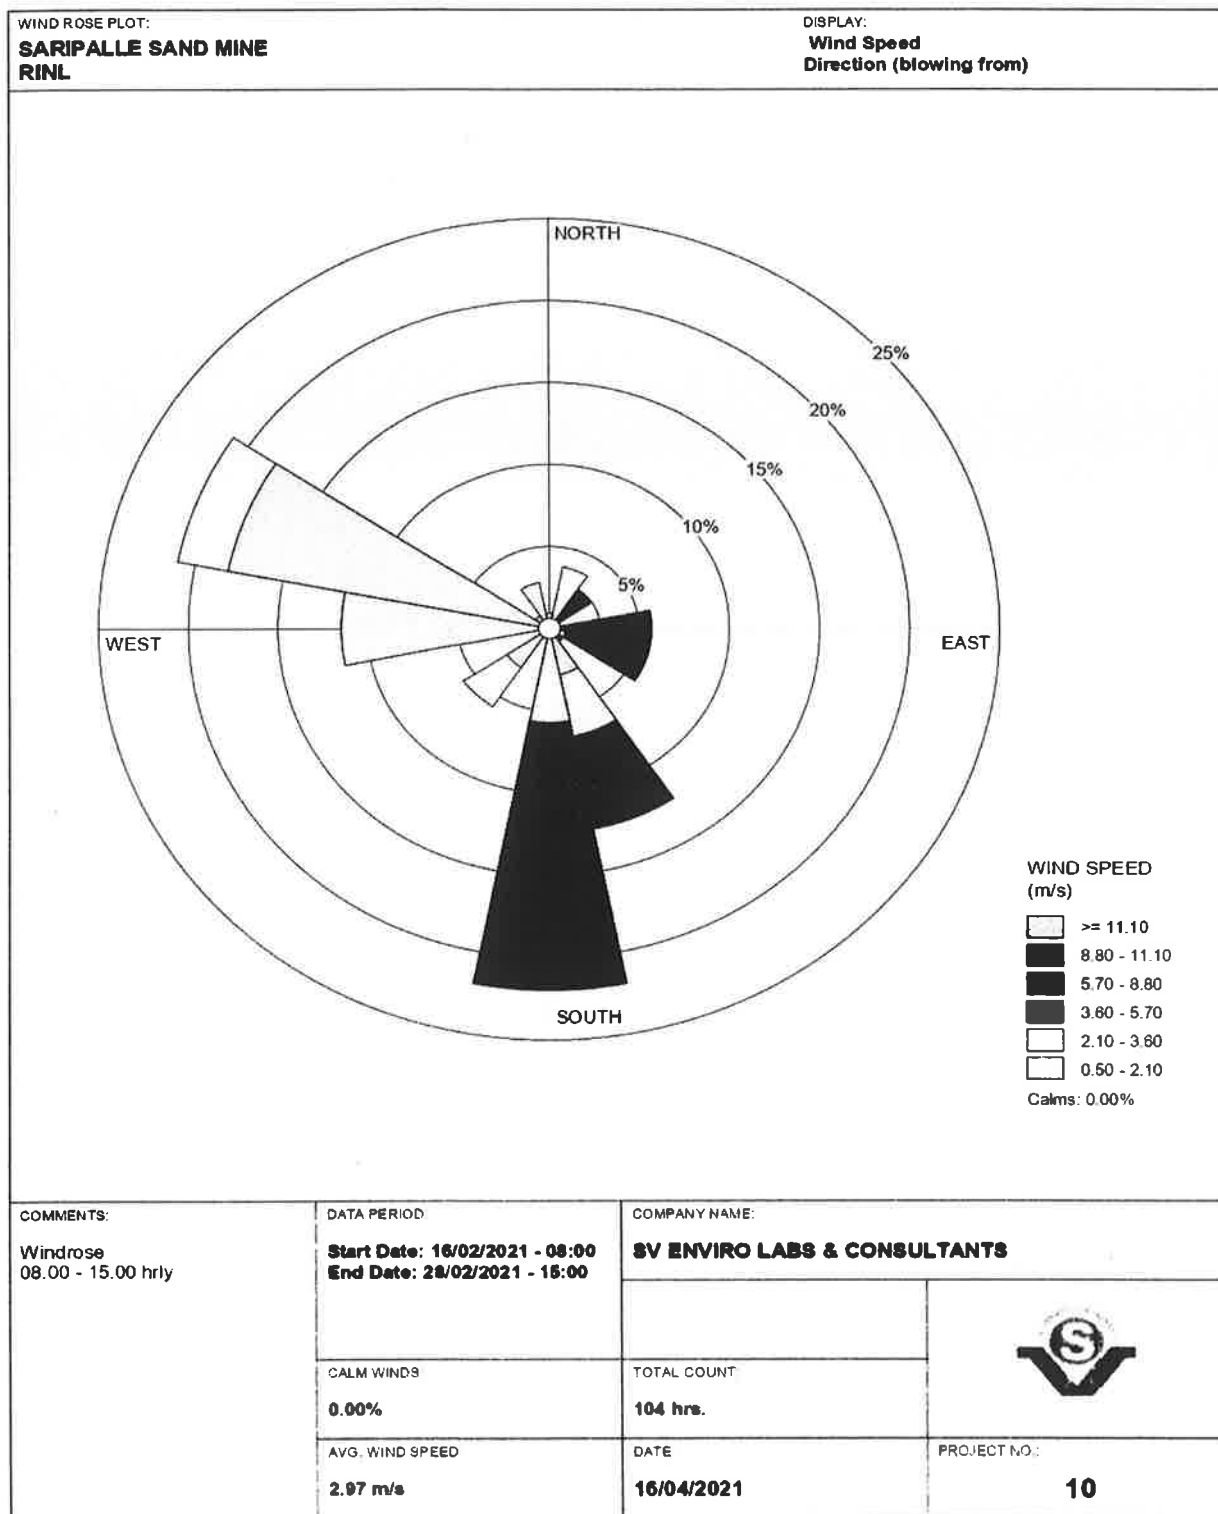 WIND ROSE PLOT:
SARIPALLE SAND MINE
RINL
DISPLAY:
Wind Speed
Direction (blowing from)
NORTH
25%
20%
15%
10%
5%
WEST
EAST
SOUTH
WIND SPEED
(m/s)
>= 11.10
8.80 - 11.10
5.70 - 8.80
3.60 - 5.70
2.10 - 3.60
0.50 - 2.10
Calms: 0.00%
COMMENTS:
Windrose
08.00 - 15.00 hrly
DATA PERIOD:
Start Date: 16/02/2021 - 08:00
End Date: 28/02/2021 - 15:00
COMPANY NAME:
SV ENVIRO LABS & CONSULTANTS
S
CALM WINDS:
0.00%
TOTAL COUNT:
104 hrs.
AVG. WIND SPEED
2.97 m/s
DATE
16/04/2021
PROJECT NO.:
10